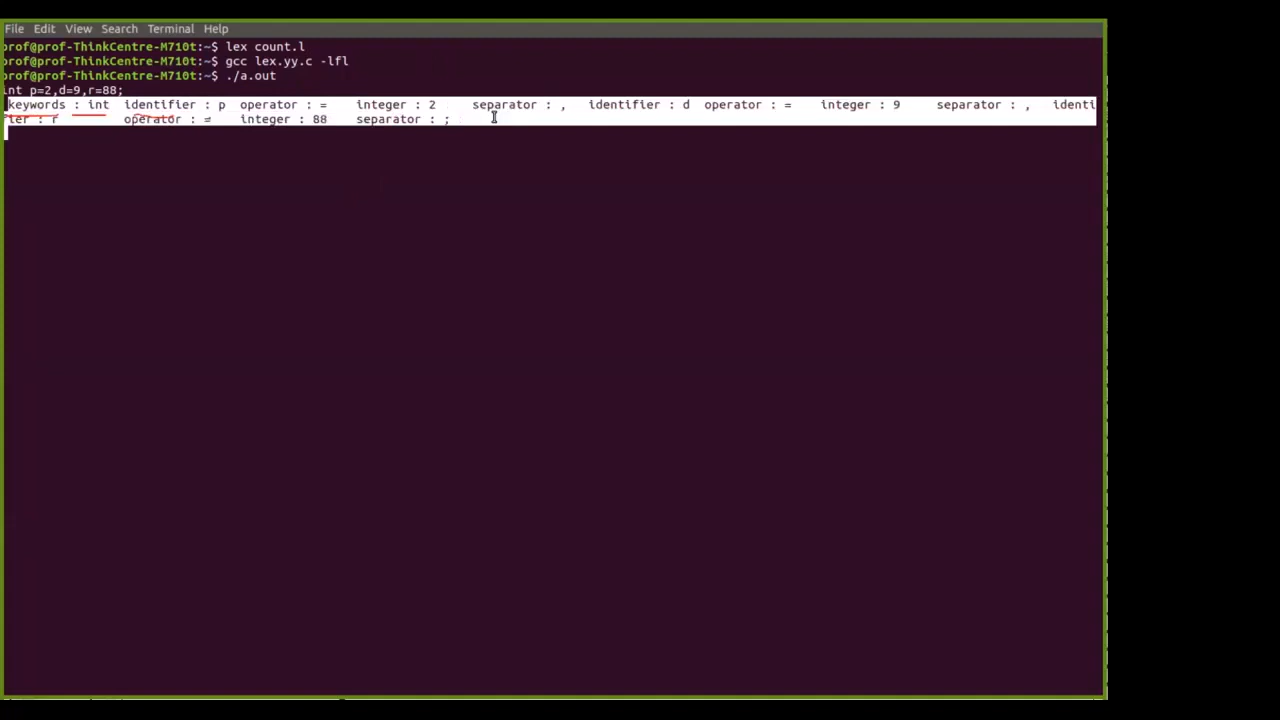 File Edit View Search Terminal Help
prof@prof-ThinkCentre-M710t:~$ lex count.l
prof@prof-ThinkCentre-M710t:~$ gcc lex.yy.c -lfl
prof@prof-ThinkCentre-M710t:~$ ./a.out
int p=2,d=9,r=88;
keywords : int identifier : p operator : = integer : 2 separator : , identifier : d operator : = integer : 9 separator : , identi
fier : r operator : = integer : 88 separator : ;